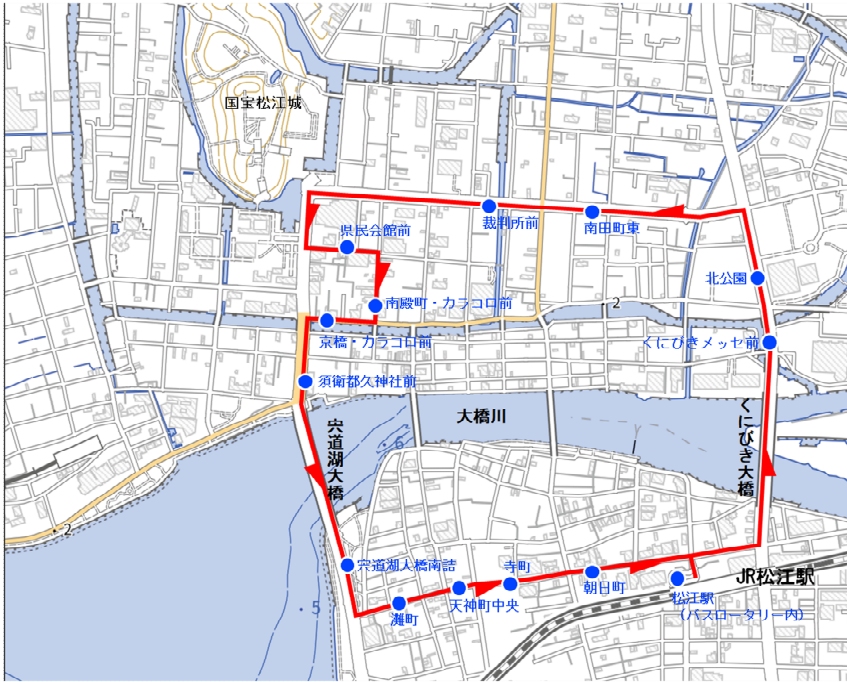 国宝松江城
県民会館前
裁判所前
南田町東
北公園
南殿町・カラコロ前
2
京橋・カラコロ前
くにびきメッセ前
須衛都久神社前
大橋川
宍道湖大橋
くにびき大橋
6
2
宍道湖大橋南詰
寺町
朝日町
JR松江駅
松江駅
(バスロータリー内)
天神町中央
灘町
5